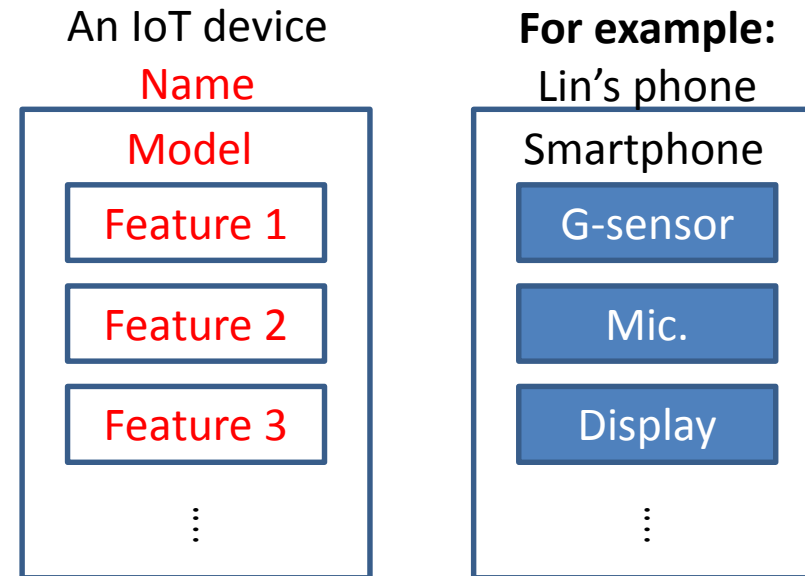 An IoT device
Name
Model
Feature 1
Feature 2
Feature 3
...
For example:
Lin’s phone
Smartphone
G-sensor
Mic.
Display
...